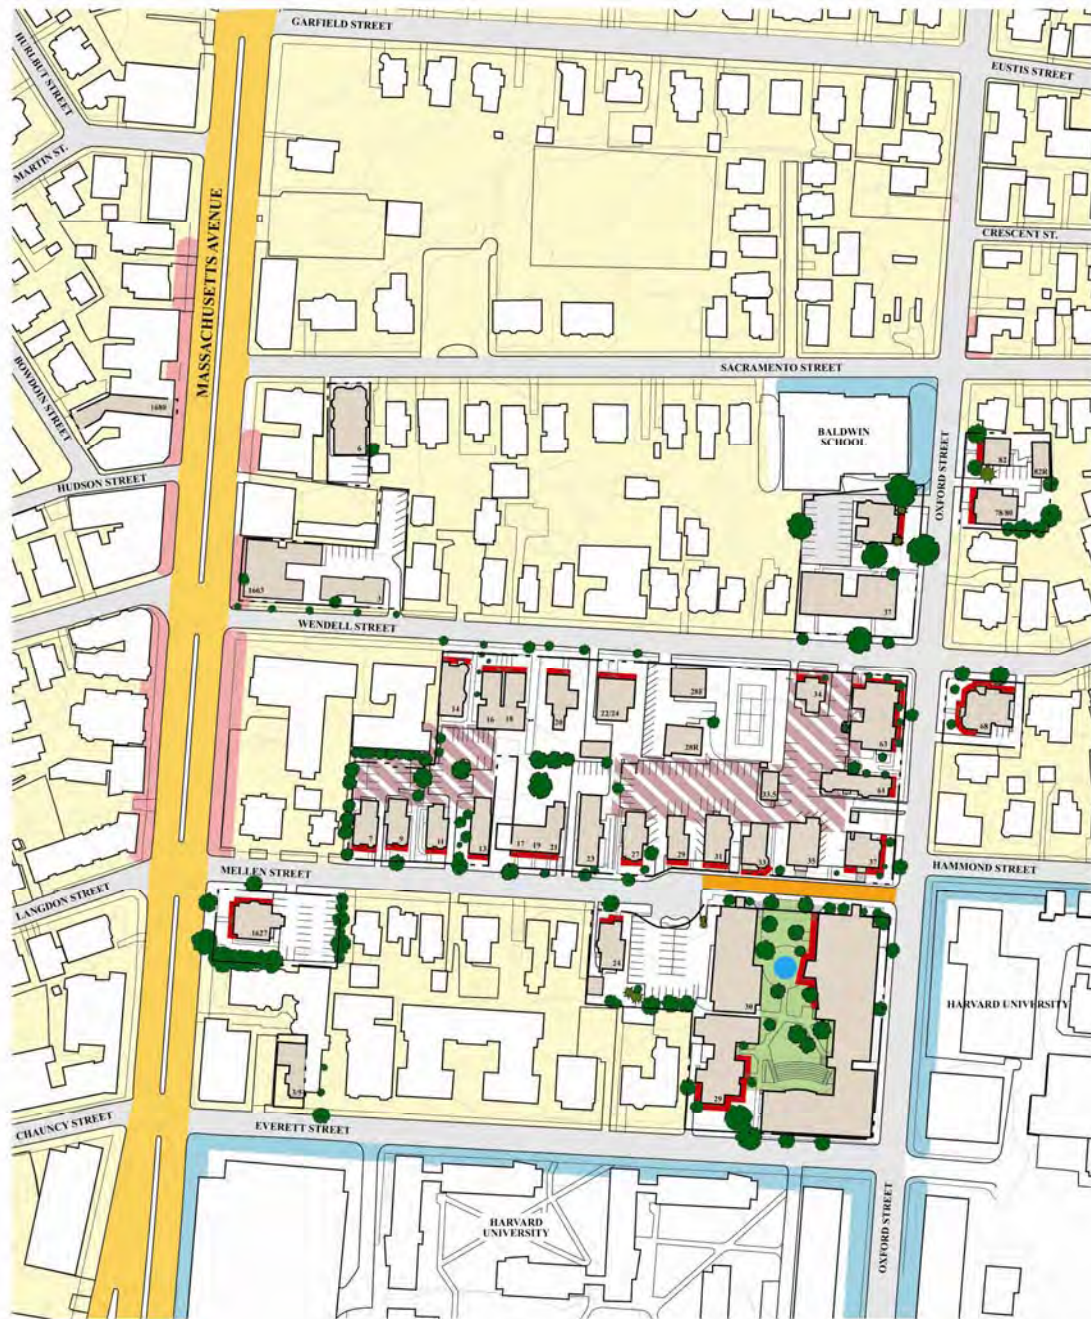 GARFIELD STREET
HURLBUT STREET
EUSTIS STREET
MARTIN ST.
MASSACHUSETTS AVENUE
CRESCENT ST.
SACRAMENTO STREET
BOWDOIN STREET
1680
6
BALDWIN
SCHOOL
OXFORD STREET
82
82R
HUDSON STREET
78/80
1663
3
37
WENDELL STREET
14
16
18
20
22/24
28F
28R
34
63
68
33.5
61
7
9
11
13
17
19
21
23
27
29
31
33
35
37
MELLEN STREET
HAMMOND STREET
LANGDON STREET
1627
24
30
HARVARD UNIVERSITY
29
CHAUNCY STREET
EVERETT STREET
HARVARD
UNIVERSITY
OXFORD STREET